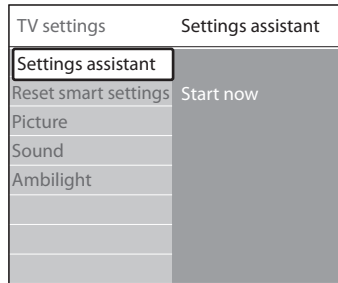 TV settings
Settings assistant
Settings assistant
Reset smart settings
Start now
Picture
Sound
Ambilight